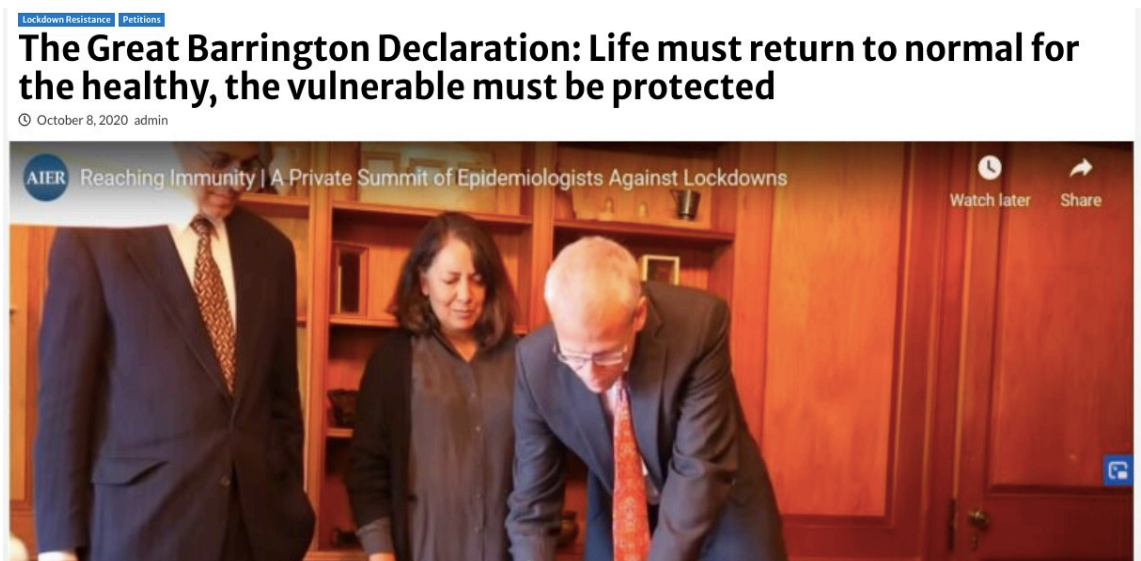 Lockdown Resistance Petitions
The Great Barrington Declaration: Life must return to normal for
the healthy, the vulnerable must be protected
October 8, 2020 admin
AIER Reaching Immunity | A Private Summit of Epidemiologists Against Lockdowns
Watch later Share